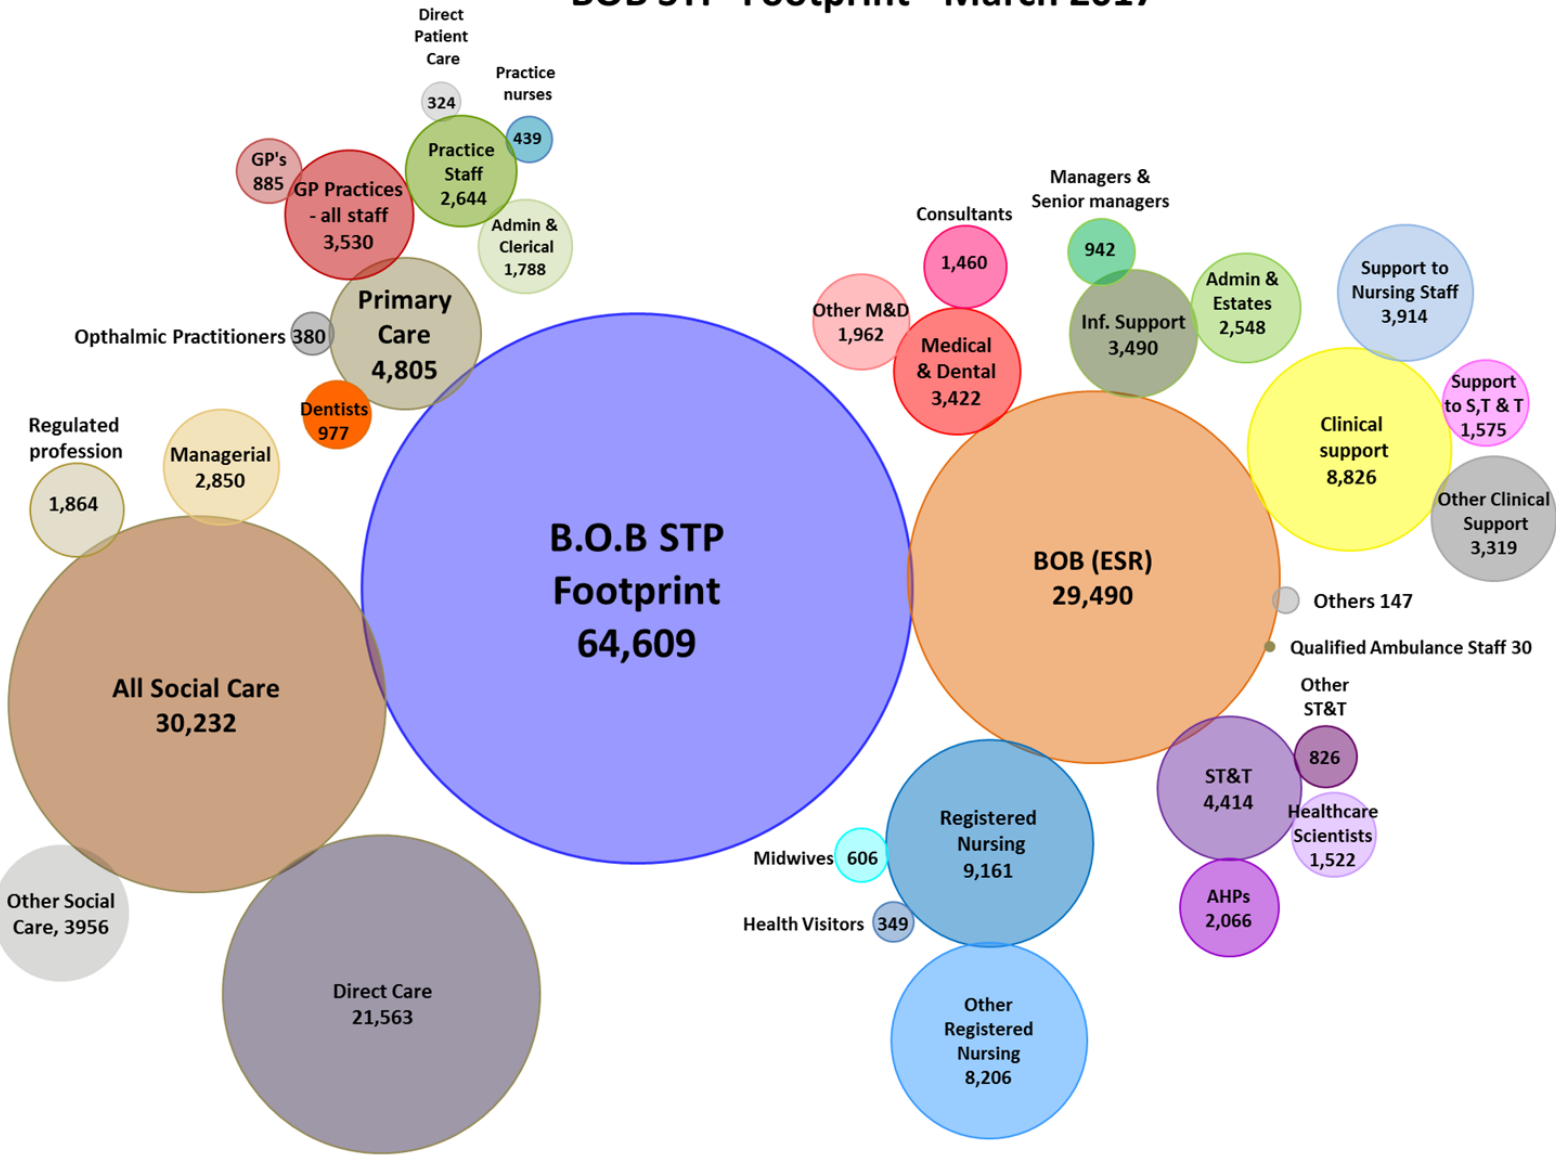 BOB STP Footprint - March 2017
Direct
Patient
Care
324
Practice
nurses
439
Practice
Staff
2,644
GP's
885
GP Practices
- all staff
3,530
Admin &
Clerical
1,788
Primary
Care
4,805
Opthalmic Practitioners 380
Dentists
977
Regulated
profession
1,864
Managerial
2,850
All Social Care
30,232
Other Social
Care, 3956
Direct Care
21,563
B.O.B STP
Footprint
64,609
Managers &
Senior managers
942
Consultants
1,460
Other M&D
1,962
Medical
& Dental
3,422
Inf. Support
3,490
Admin &
Estates
2,548
Support to
Nursing Staff
3,914
Clinical
support
8,826
Support
to S,T & T
1,575
Other Clinical
Support
3,319
BOB (ESR)
29,490
Others 147
Qualified Ambulance Staff 30
Other
ST&T
826
ST&T
4,414
Healthcare
Scientists
1,522
AHPs
2,066
Registered
Nursing
9,161
Midwives 606
Health Visitors 349
Other
Registered
Nursing
8,206